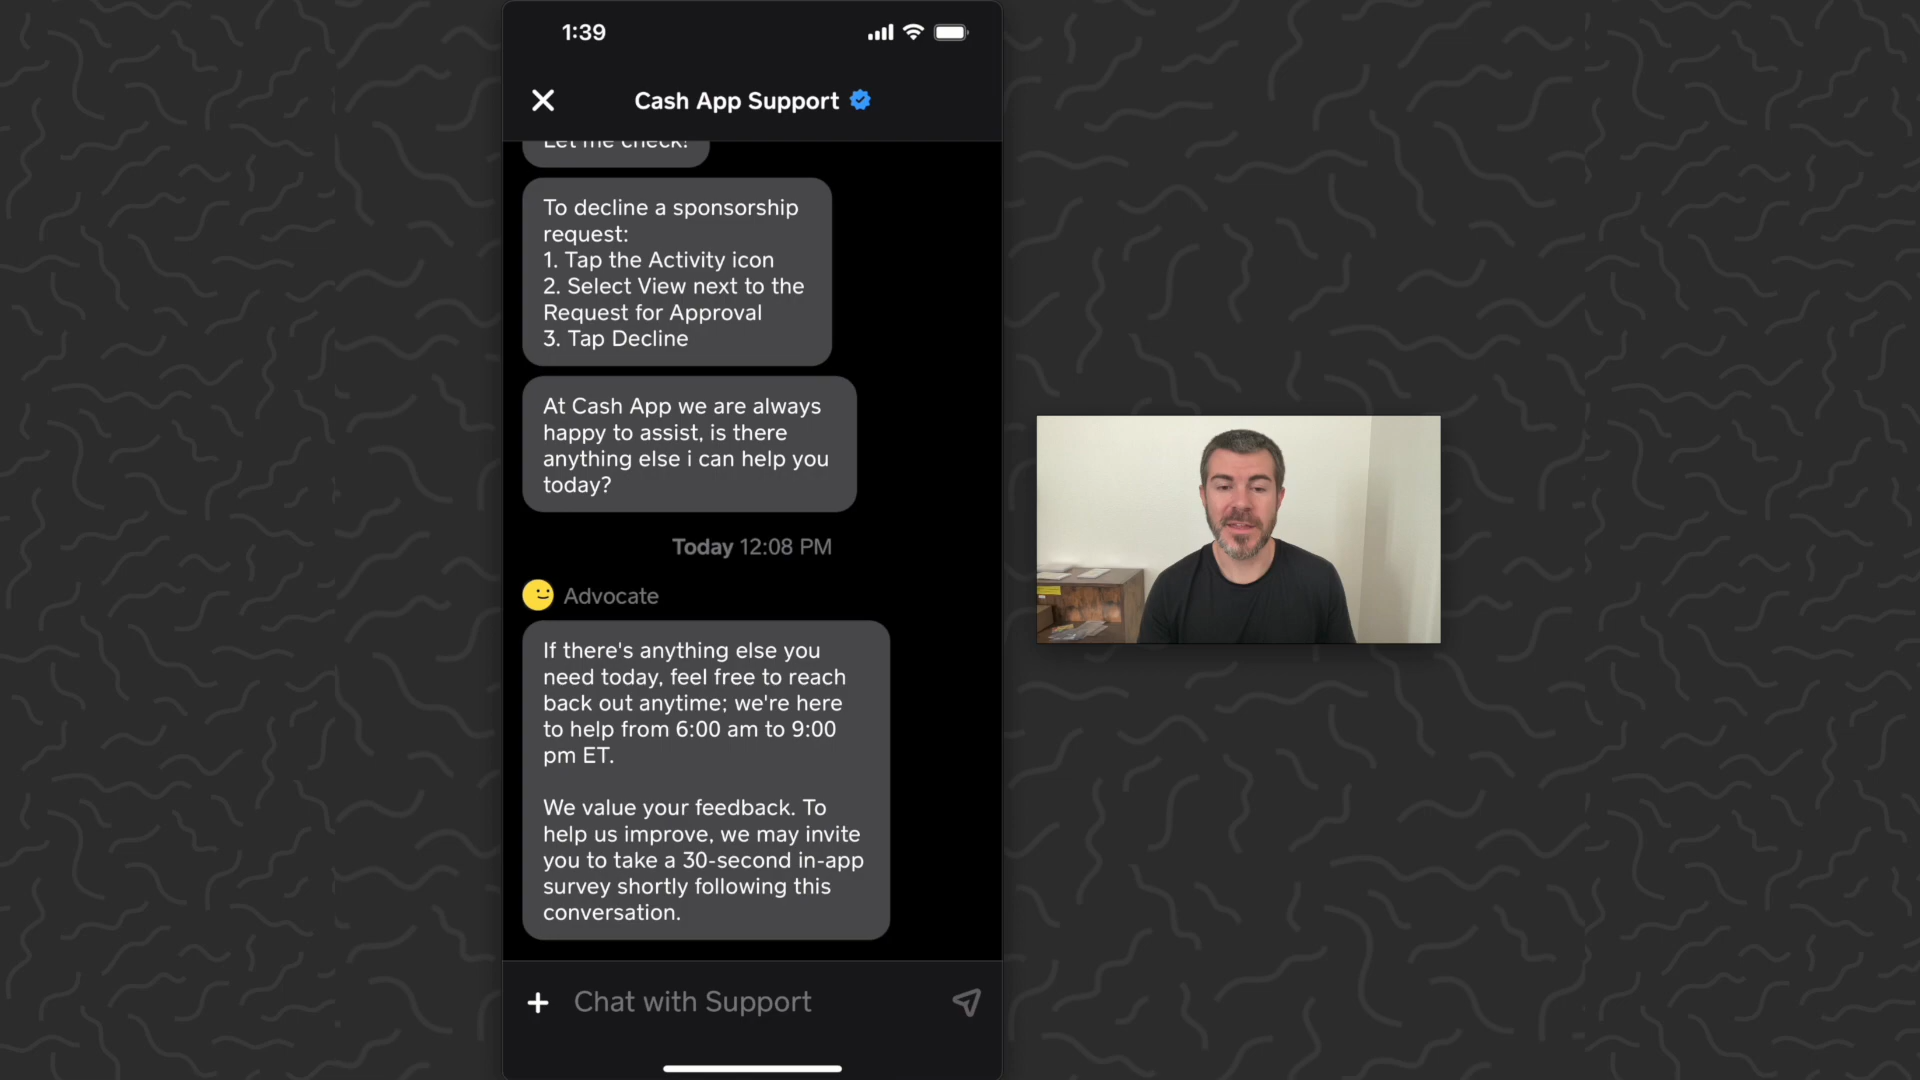 1:39
Cash App Support
Let me check!
To decline a sponsorship
request:
1. Tap the Activity icon
2. Select View next to the
Request for Approval
3. Tap Decline
At Cash App we are always
happy to assist, is there
anything else i can help you
today?
Today 12:08 PM
Advocate
If there's anything else you
need today, feel free to reach
back out anytime; we're here
to help from 6:00 am to 9:00
pm ET.
We value your feedback. To
help us improve, we may invite
you to take a 30-second in-app
survey shortly following this
conversation.
Chat with Support